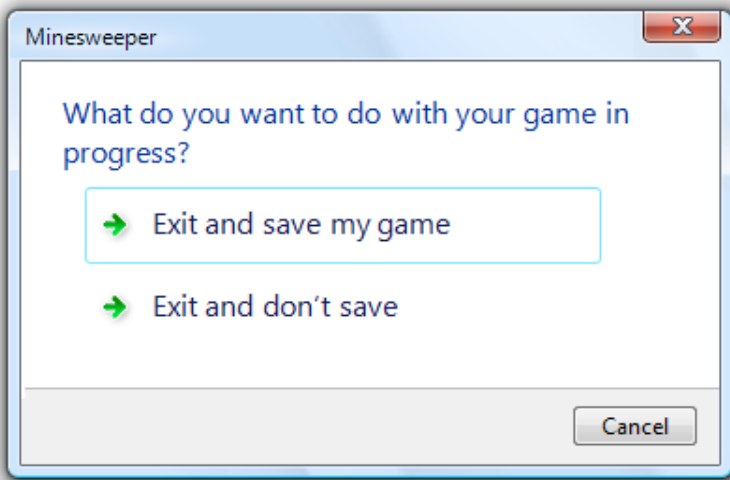 Minesweeper
What do you want to do with your game in
progress?
Exit and save my game
Exit and don't save
Cancel